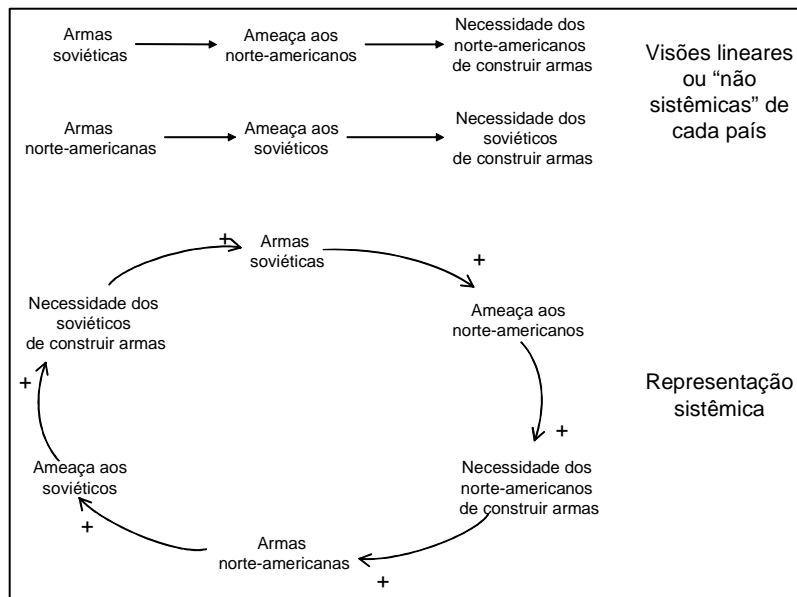 Armas
soviéticas
Ameaça aos
norte-americanos
Necessidade dos
norte-americanos
de construir armas
Visões lineares
ou “não
sistêmicas” de
cada país
Armas
norte-americanas
Ameaça aos
soviéticos
Necessidade dos
soviéticos
de construir armas
+
Armas
soviéticas
+
Ameaça aos
norte-americanos
+
Necessidade dos
norte-americanos
de construir armas
+
Armas
norte-americanas
+
Ameaça aos
soviéticos
+
Necessidade dos
soviéticos
de construir armas
Representação
sistêmica